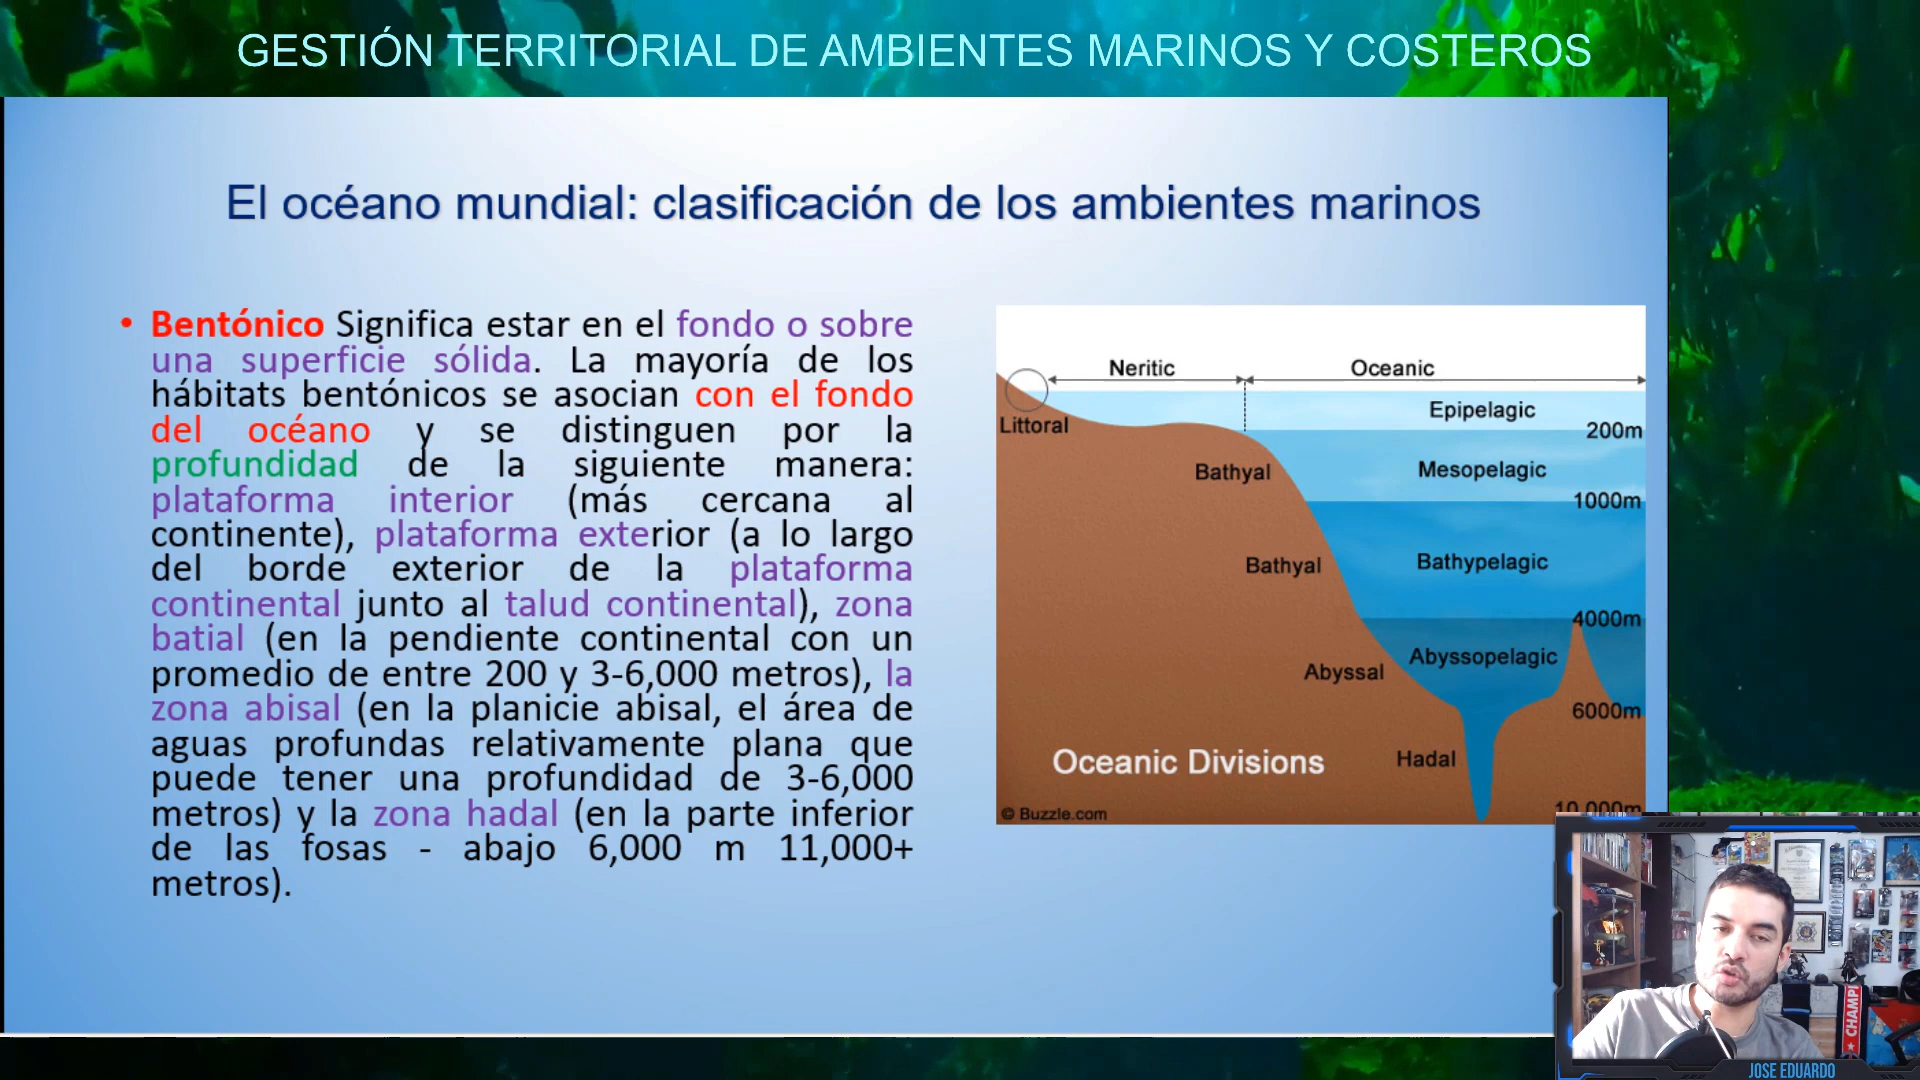 GESTIÓN TERRITORIAL DE AMBIENTES MARINOS Y COSTEROS
El océano mundial: clasificación de los ambientes marinos
• Bentónico Significa estar en el fondo o sobre
una superficie sólida. La mayoría de los
hábitats bentónicos se asocian con el fondo
del océano y se distinguen por la
profundidad de la siguiente manera:
plataforma interior (más cercana al
continente), plataforma exterior (a lo largo
del borde exterior de la plataforma
continental junto al talud continental), zona
batial (en la pendiente continental con un
promedio de entre 200 y 3-6,000 metros), la
zona abisal (en la planicie abisal, el área de
aguas profundas relativamente plana que
puede tener una profundidad de 3-6,000
metros) y la zona hadal (en la parte inferior
de las fosas - abajo 6,000 m 11,000+
metros).
Neritic
Oceanic
Littoral
Epipelagic
200m
Bathyal
Mesopelagic
1000m
Bathyal
Bathypelagic
4000m
Abyssal
Abyssopelagic
6000m
Oceanic Divisions
Hadal
10,000m
© Buzzle.com
CHAMPI
JOSE EDUARDO